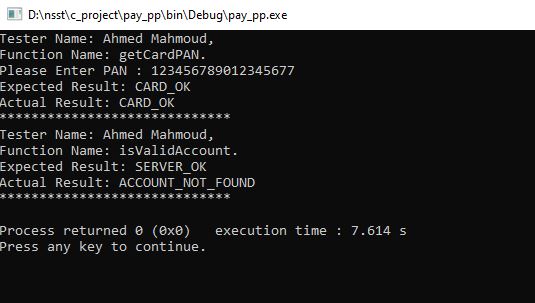 D:\nsst\c_project\pay_pp\bin\Debug\pay_pp.exe
Tester Name: Ahmed Mahmoud,
Function Name: getCardPAN.
Please Enter PAN : 123456789012345677
Expected Result: CARD_OK
Actual Result: CARD_OK
*****************************
Tester Name: Ahmed Mahmoud,
Function Name: isValidAccount.
Expected Result: SERVER_OK
Actual Result: ACCOUNT_NOT_FOUND
*****************************
Process returned 0 (0x0)   execution time : 7.614 s
Press any key to continue.